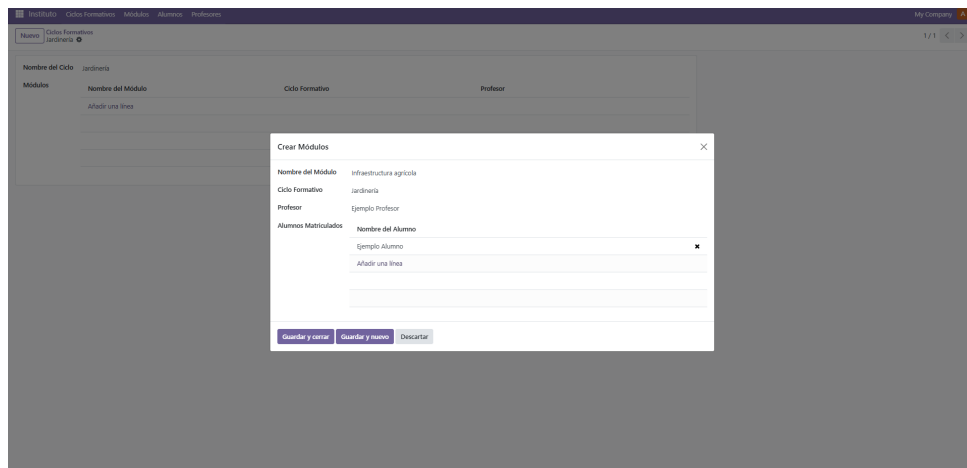 Instituto Ciclos Formativos Módulos Alumnos Profesores My Company A
Nuevo Ciclos Formativos 1 / 1
Jardinería
Nombre del Ciclo Jardinería
Módulos Nombre del Módulo Ciclo Formativo Profesor
Añadir una línea
Crear Módulos
Nombre del Módulo Infraestructura agrícola
Ciclo Formativo Jardinería
Profesor Ejemplo Profesor
Alumnos Matriculados Nombre del Alumno
Ejemplo Alumno
Añadir una línea
Guardar y cerrar Guardar y nuevo Descartar